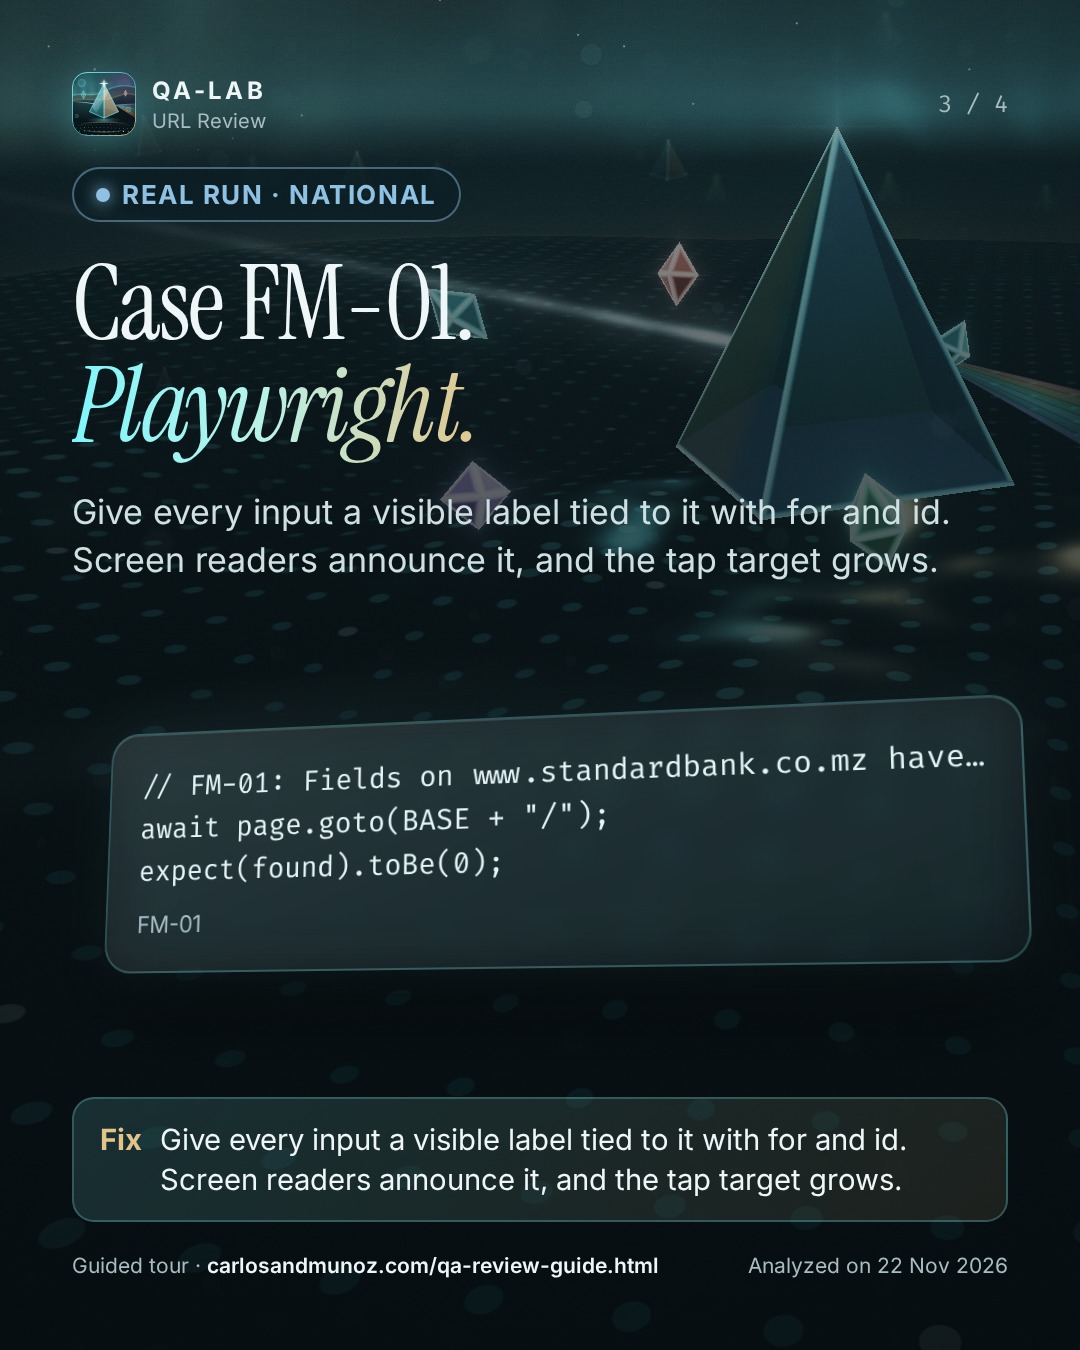 QA-LAB
URL Review
3 / 4
REAL RUN · NATIONAL
Case FM-01.
Playwright.
Give every input a visible label tied to it with for and id.
Screen readers announce it, and the tap target grows.
// FM-01: Fields on www.standardbank.co.mz have…
await page.goto(BASE + "/");
expect(found).toBe(0);
FM-01
Fix Give every input a visible label tied to it with for and id.
Screen readers announce it, and the tap target grows.
Guided tour · carlosandmunoz.com/qa-review-guide.html
Analyzed on 22 Nov 2026